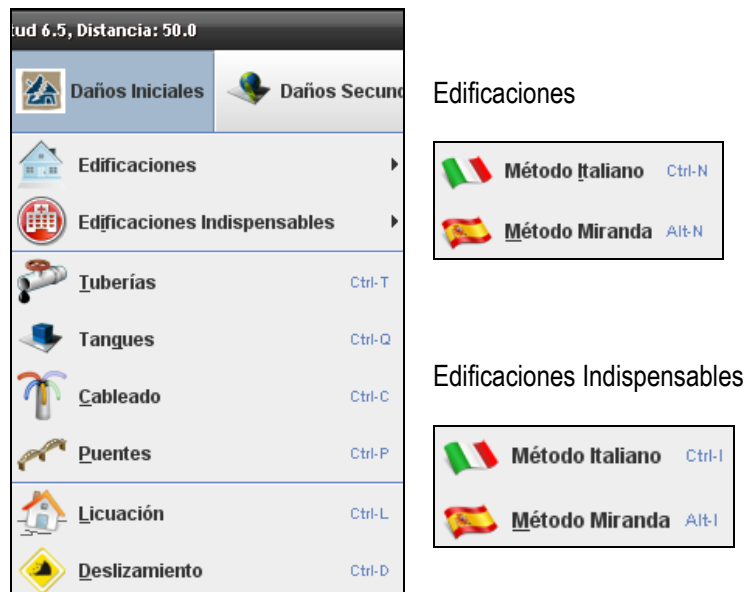 tud 6.5, Distancia: 50.0
Daños Iniciales
Daños Secund
Edificaciones
Edificaciones Indispensables
Tuberías Ctrl-T
Tanques Ctrl-Q
Cableado Ctrl-C
Puentes Ctrl-P
Licuación Ctrl-L
Deslizamiento Ctrl-D
Edificaciones
Método Italiano Ctrl-N
Método Miranda Alt-N
Edificaciones Indispensables
Método Italiano Ctrl-I
Método Miranda Alt-I